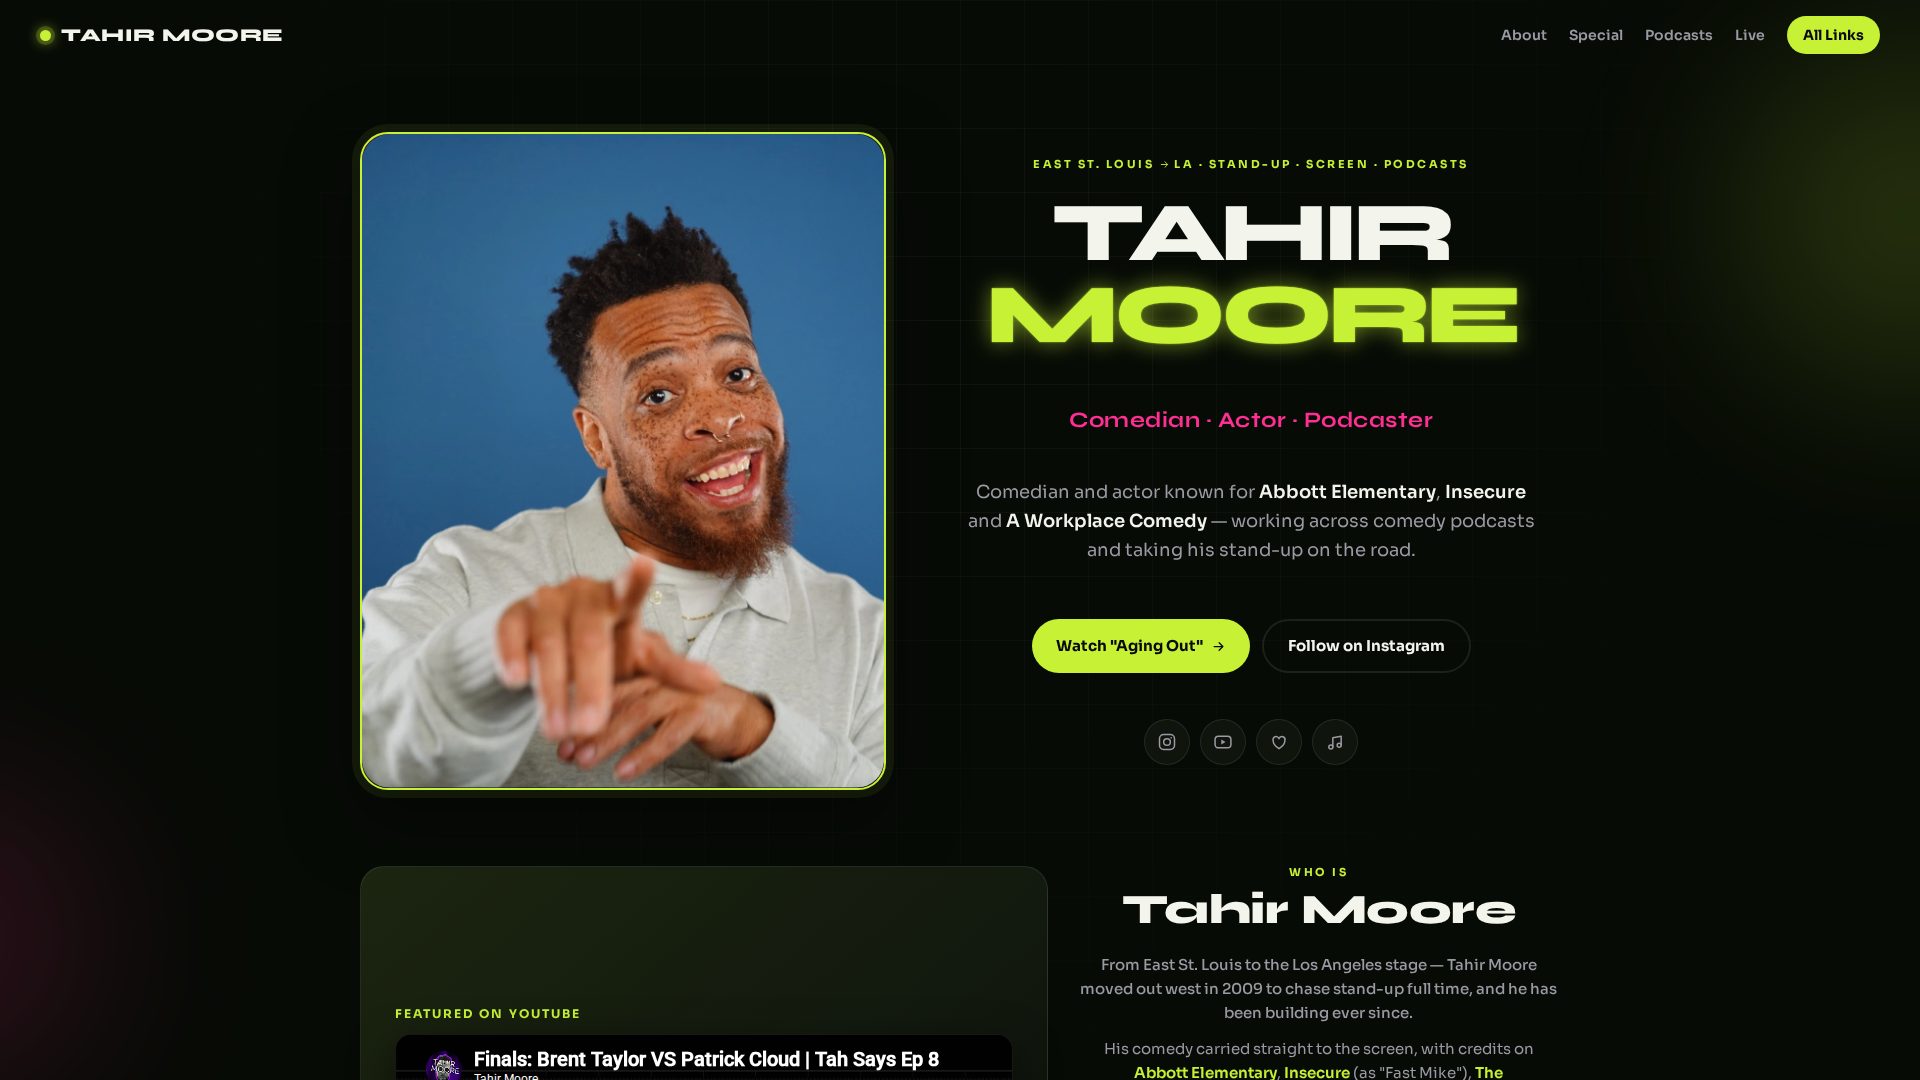 TAHIR MOORE
About
Special
Podcasts
Live
All Links
EAST ST. LOUIS → LA · STAND-UP · SCREEN · PODCASTS
TAHIR
MOORE
Comedian · Actor · Podcaster
Comedian and actor known for Abbott Elementary, Insecure
and A Workplace Comedy — working across comedy podcasts
and taking his stand-up on the road.
Watch "Aging Out" →
Follow on Instagram
FEATURED ON YOUTUBE
Finals: Brent Taylor VS Patrick Cloud | Tah Says Ep 8
Tahir Moore
WHO IS
Tahir Moore
From East St. Louis to the Los Angeles stage — Tahir Moore
moved out west in 2009 to chase stand-up full time, and he has
been building ever since.
His comedy carried straight to the screen, with credits on
Abbott Elementary, Insecure (as "Fast Mike"), The